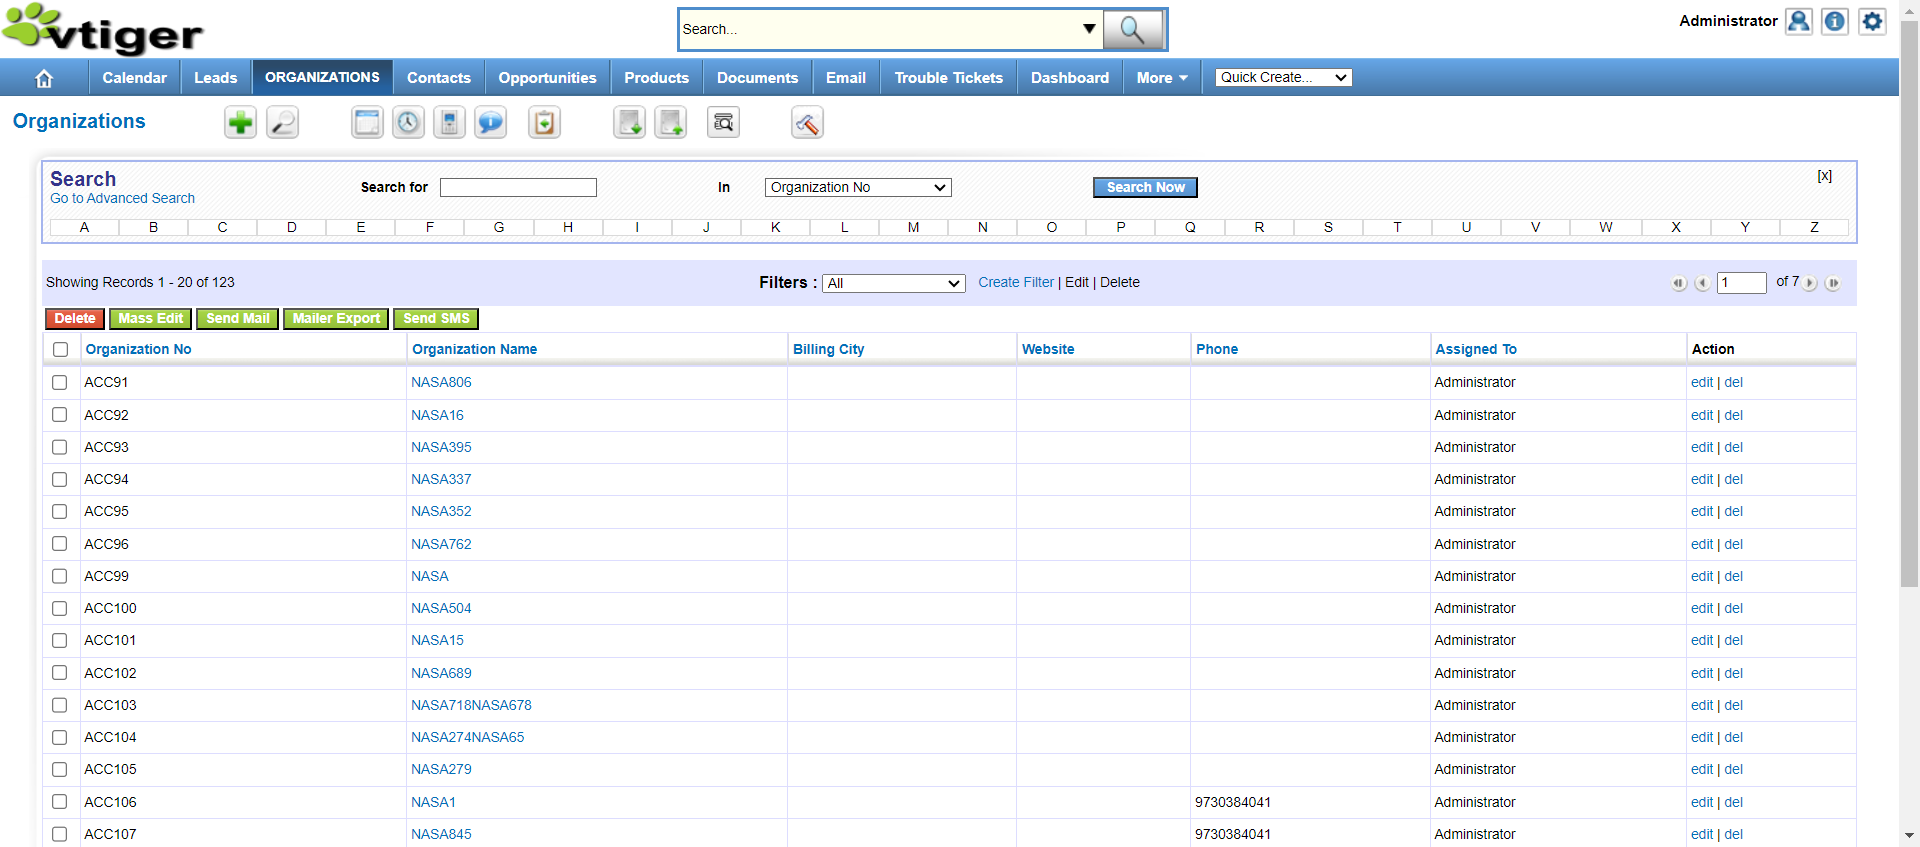 vtiger
Search...
Administrator
Calendar Leads ORGANIZATIONS Contacts Opportunities Products Documents Email Trouble Tickets Dashboard More Quick Create...
Organizations
Search
Go to Advanced Search
Search for In Organization No Search Now [x]
A B C D E F G H I J K L M N O P Q R S T U V W X Y Z
Showing Records 1 - 20 of 123 Filters : All Create Filter | Edit | Delete 1 of 7
Delete Mass Edit Send Mail Mailer Export Send SMS
Organization No Organization Name Billing City Website Phone Assigned To Action
ACC91 NASA806 Administrator edit | del
ACC92 NASA16 Administrator edit | del
ACC93 NASA395 Administrator edit | del
ACC94 NASA337 Administrator edit | del
ACC95 NASA352 Administrator edit | del
ACC96 NASA762 Administrator edit | del
ACC99 NASA Administrator edit | del
ACC100 NASA504 Administrator edit | del
ACC101 NASA15 Administrator edit | del
ACC102 NASA689 Administrator edit | del
ACC103 NASA718NASA678 Administrator edit | del
ACC104 NASA274NASA65 Administrator edit | del
ACC105 NASA279 Administrator edit | del
ACC106 NASA1 9730384041 Administrator edit | del
ACC107 NASA845 9730384041 Administrator edit | del